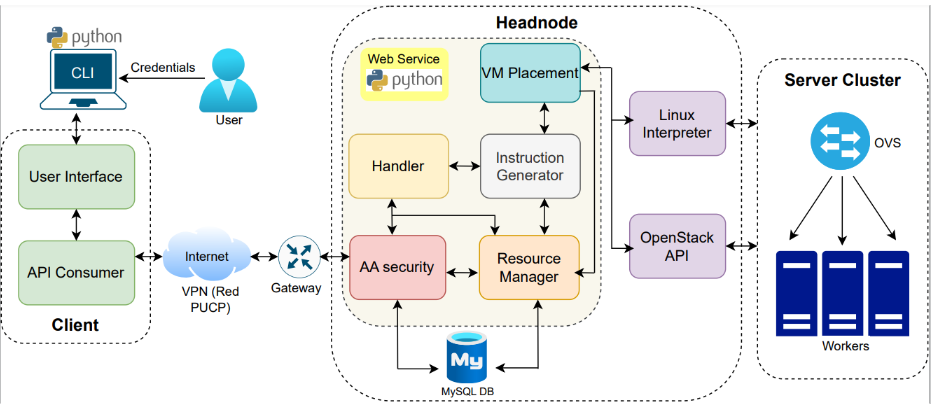 Headnode
python
CLI
Credentials
User
Web Service
python
VM Placement
Server Cluster
Linux
Interpreter
OVS
User Interface
Handler
Instruction
Generator
API Consumer
Internet
VPN (Red
PUCP)
Gateway
AA security
Resource
Manager
OpenStack
API
Client
My
MySQL DB
Workers